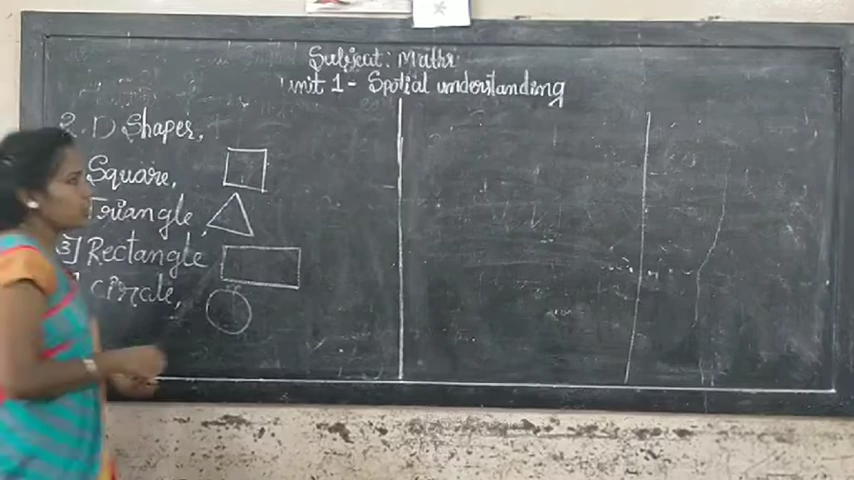 Subject: Maths
Unit 1 - Spatial understanding
2. D Shapes,
Square,
Triangle,
3] Rectangle,
] circle,